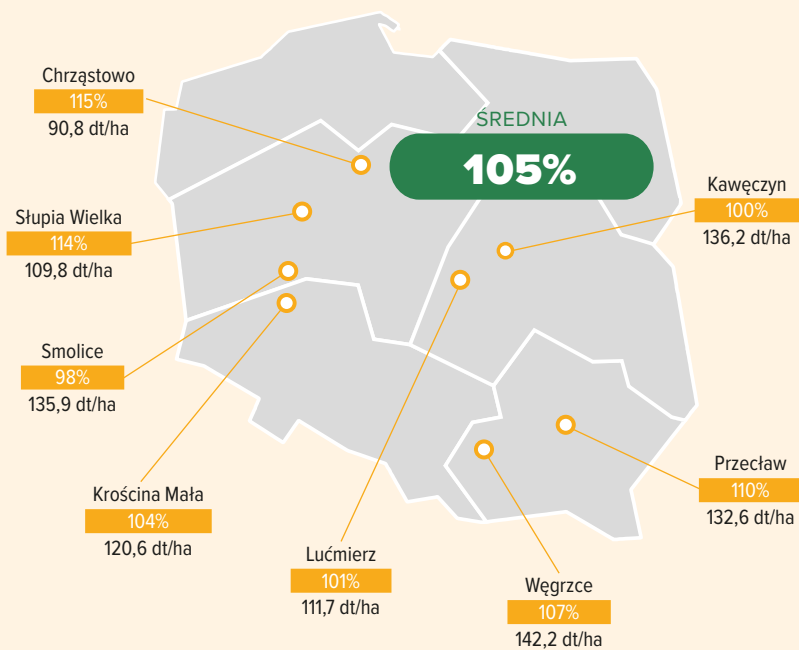 Chrząstowo
115%
90,8 dt/ha
ŚREDNIA
105%
Kawęczyn
100%
136,2 dt/ha
Słupia Wielka
114%
109,8 dt/ha
Smolice
98%
135,9 dt/ha
Krościna Mała
104%
120,6 dt/ha
Lućmierz
101%
111,7 dt/ha
Węgrzce
107%
142,2 dt/ha
Przecław
110%
132,6 dt/ha